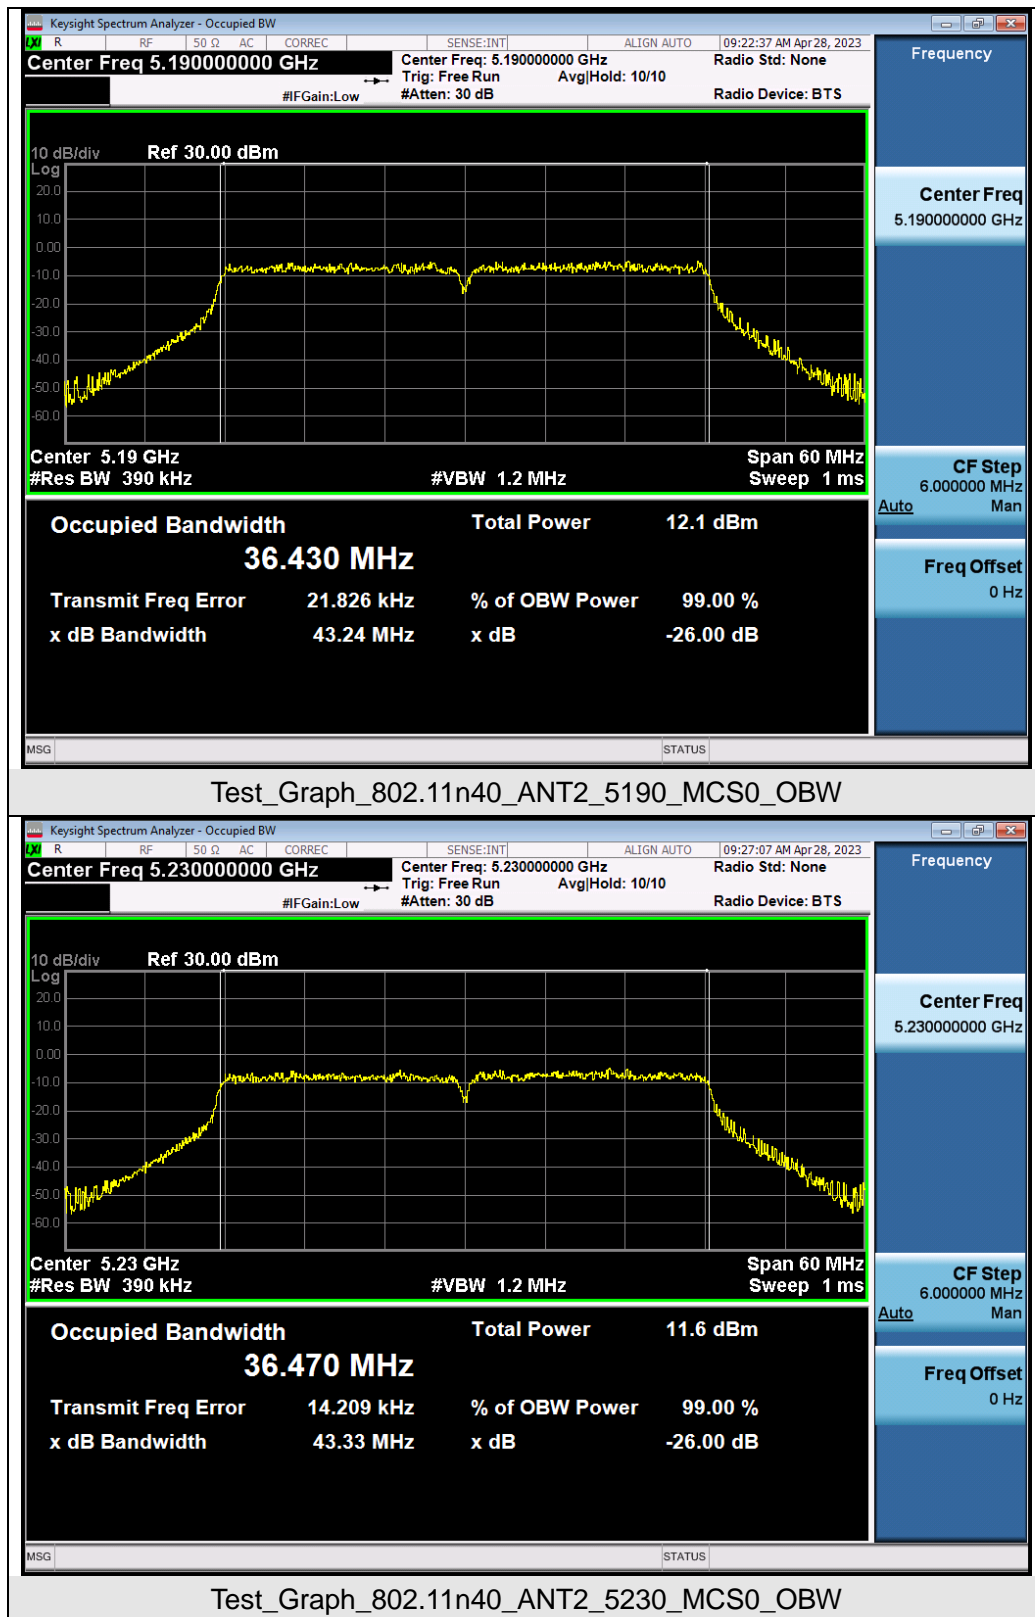 Keysight Spectrum Analyzer - Occupied BW
LXI R RF 50 Ω AC CORREC SENSE:INT ALIGN AUTO 09:22:37 AM Apr 28, 2023
Center Freq 5.190000000 GHz Center Freq: 5.190000000 GHz Radio Std: None
Trig: Free Run Avg|Hold: 10/10
#IFGain:Low #Atten: 30 dB Radio Device: BTS
Frequency
10 dB/div Ref 30.00 dBm
Log
20.0
10.0
0.00
-10.0
-20.0
-30.0
-40.0
-50.0
-60.0
Center 5.19 GHz Span 60 MHz
#Res BW 390 kHz #VBW 1.2 MHz Sweep 1 ms
Center Freq
5.190000000 GHz
CF Step
6.000000 MHz
Auto Man
Freq Offset
0 Hz
Occupied Bandwidth Total Power 12.1 dBm
36.430 MHz
Transmit Freq Error 21.826 kHz % of OBW Power 99.00 %
x dB Bandwidth 43.24 MHz x dB -26.00 dB
MSG STATUS
Test_Graph_802.11n40_ANT2_5190_MCS0_OBW
Keysight Spectrum Analyzer - Occupied BW
LXI R RF 50 Ω AC CORREC SENSE:INT ALIGN AUTO 09:27:07 AM Apr 28, 2023
Center Freq 5.230000000 GHz Center Freq: 5.230000000 GHz Radio Std: None
Trig: Free Run Avg|Hold: 10/10
#IFGain:Low #Atten: 30 dB Radio Device: BTS
Frequency
10 dB/div Ref 30.00 dBm
Log
20.0
10.0
0.00
-10.0
-20.0
-30.0
-40.0
-50.0
-60.0
Center 5.23 GHz Span 60 MHz
#Res BW 390 kHz #VBW 1.2 MHz Sweep 1 ms
Center Freq
5.230000000 GHz
CF Step
6.000000 MHz
Auto Man
Freq Offset
0 Hz
Occupied Bandwidth Total Power 11.6 dBm
36.470 MHz
Transmit Freq Error 14.209 kHz % of OBW Power 99.00 %
x dB Bandwidth 43.33 MHz x dB -26.00 dB
MSG STATUS
Test_Graph_802.11n40_ANT2_5230_MCS0_OBW